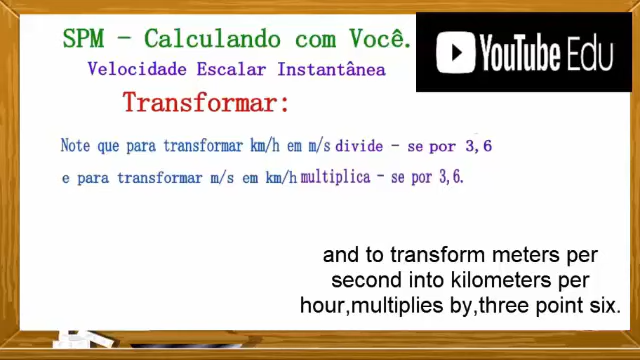 SPM - Calculando com Você.
YouTube Edu
Velocidade Escalar Instantânea
Transformar:
Note que para transformar km/h em m/s divide - se por 3,6
e para transformar m/s em km/h multiplica - se por 3,6.
and to transform meters per
second into kilometers per
hour,multiplies by,three point six.